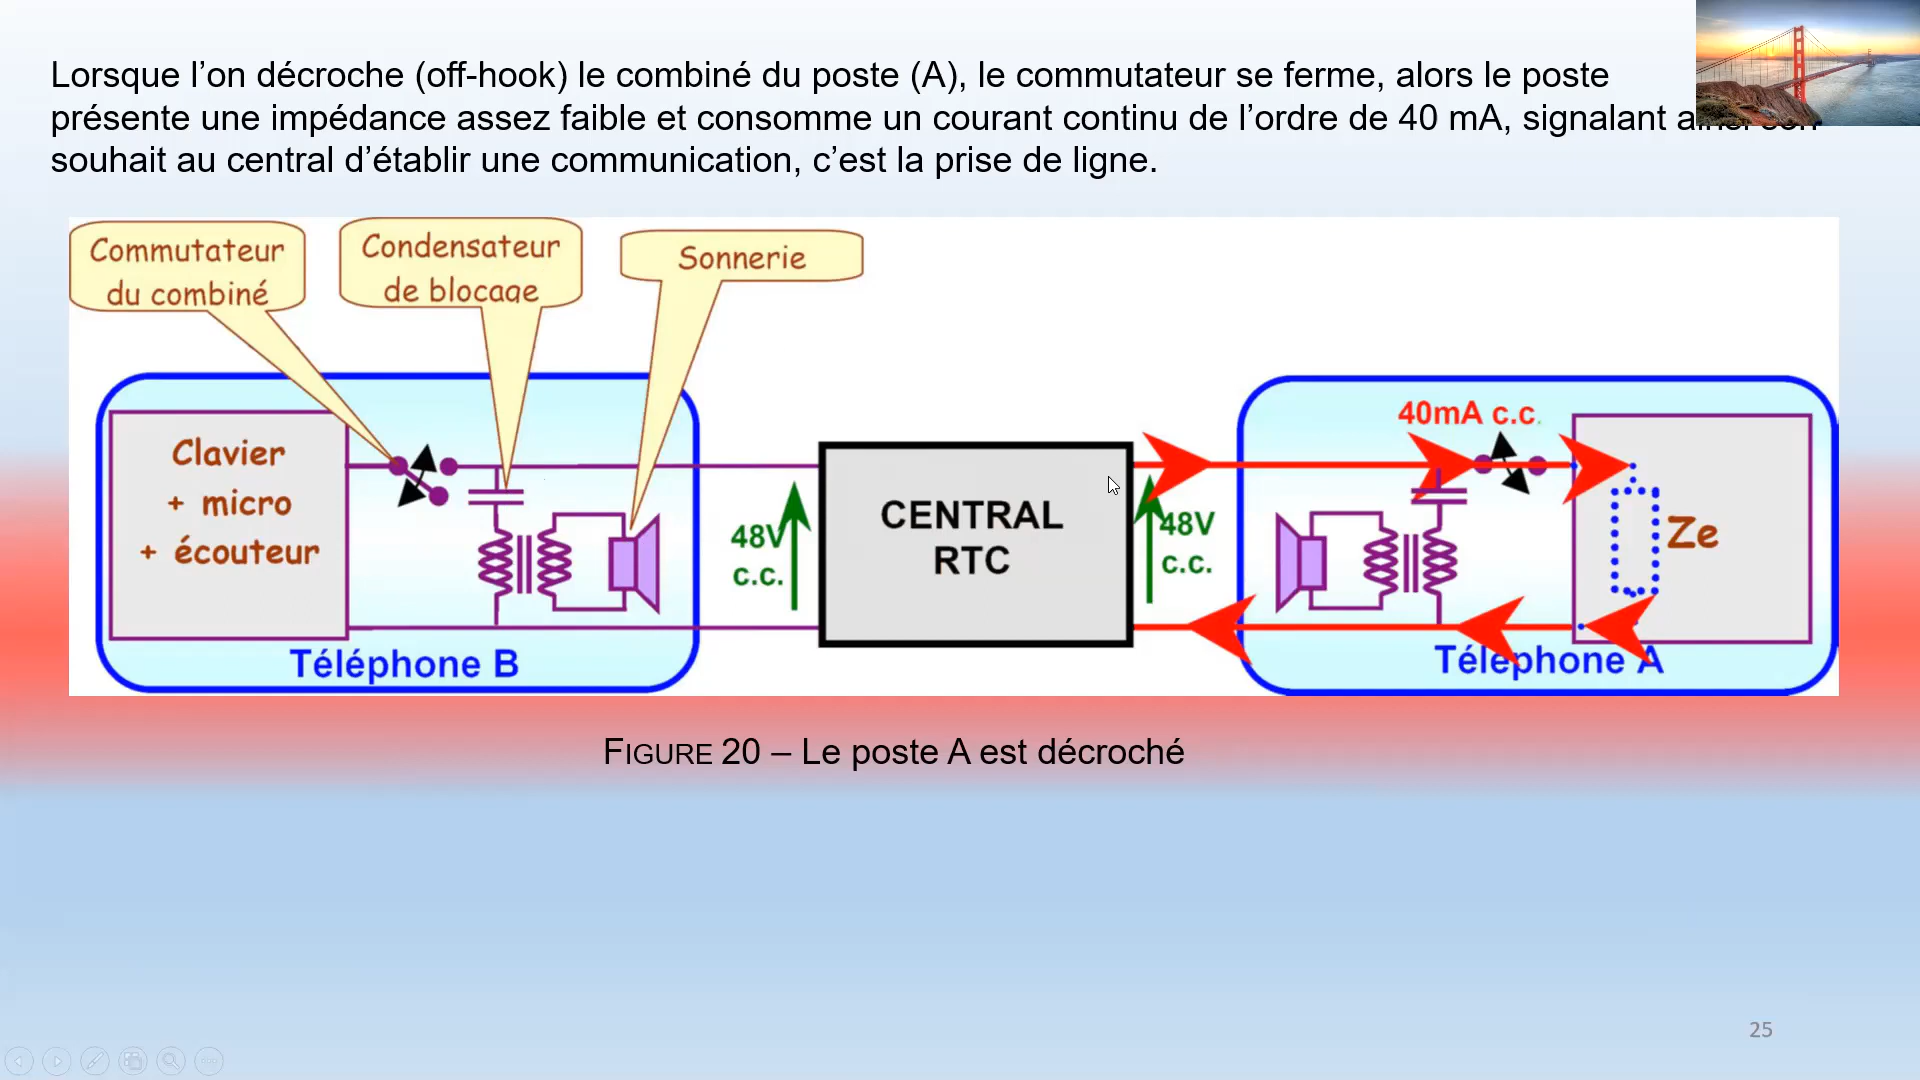 Lorsque l’on décroche (off-hook) le combiné du poste (A), le commutateur se ferme, alors le poste
présente une impédance assez faible et consomme un courant continu de l’ordre de 40 mA, signalant
souhait au central d’établir une communication, c’est la prise de ligne.
Commutateur
du combiné
Condensateur
de blocage
Sonnerie
40mA c.c.
Clavier
+ micro
+ écouteur
48V
c.c.
CENTRAL
RTC
48V
c.c.
Ze
Téléphone B
Téléphone A
FIGURE 20 – Le poste A est décroché
25